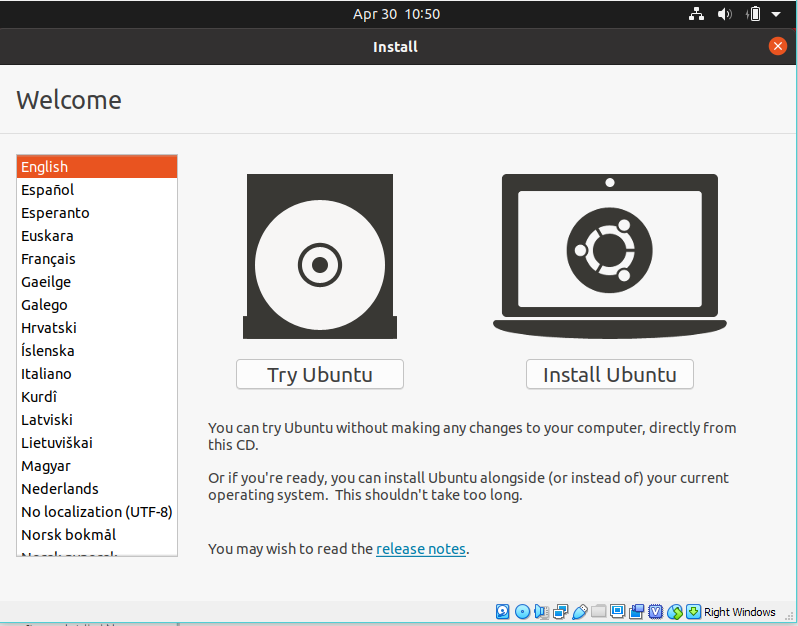 Apr 30 10:50
Install
Welcome
English
Español
Esperanto
Euskara
Français
Gaeilge
Galego
Hrvatski
Íslenska
Italiano
Kurdî
Latviski
Lietuviškai
Magyar
Nederlands
No localization (UTF-8)
Norsk bokmål
Try Ubuntu
Install Ubuntu
You can try Ubuntu without making any changes to your computer, directly from
this CD.
Or if you're ready, you can install Ubuntu alongside (or instead of) your current
operating system. This shouldn't take too long.
You may wish to read the release notes.
Right Windows